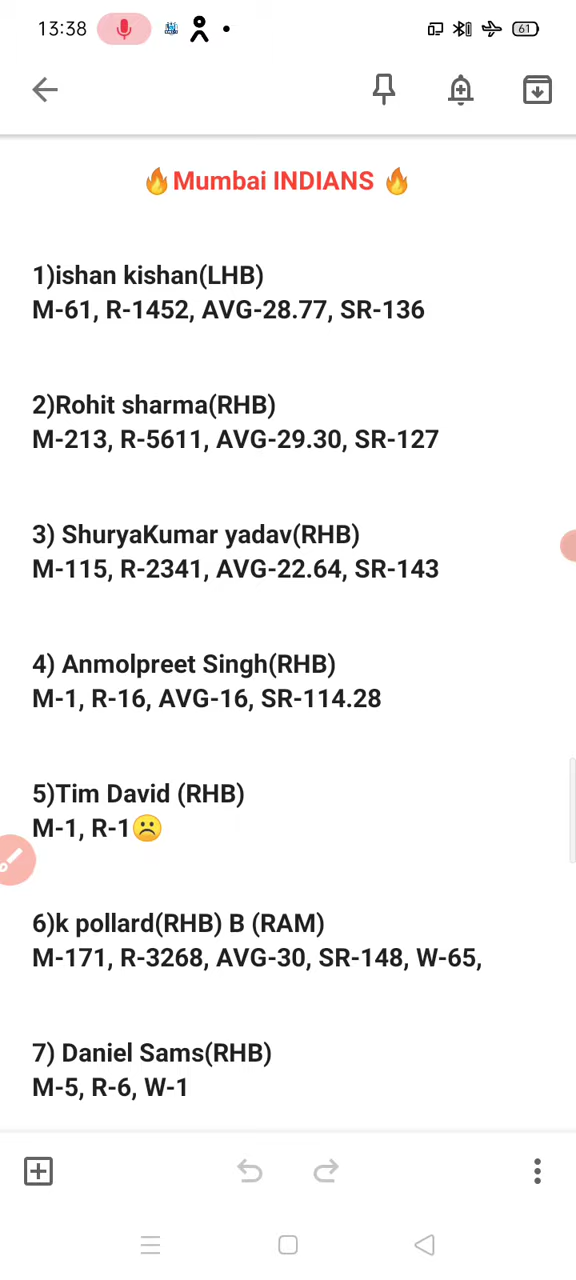 13:38
61
🔥Mumbai INDIANS 🔥
1)ishan kishan(LHB)
M-61, R-1452, AVG-28.77, SR-136
2)Rohit sharma(RHB)
M-213, R-5611, AVG-29.30, SR-127
3) ShuryaKumar yadav(RHB)
M-115, R-2341, AVG-22.64, SR-143
4) Anmolpreet Singh(RHB)
M-1, R-16, AVG-16, SR-114.28
5)Tim David (RHB)
M-1, R-1☹️
6)k pollard(RHB) B (RAM)
M-171, R-3268, AVG-30, SR-148, W-65,
7) Daniel Sams(RHB)
M-5, R-6, W-1